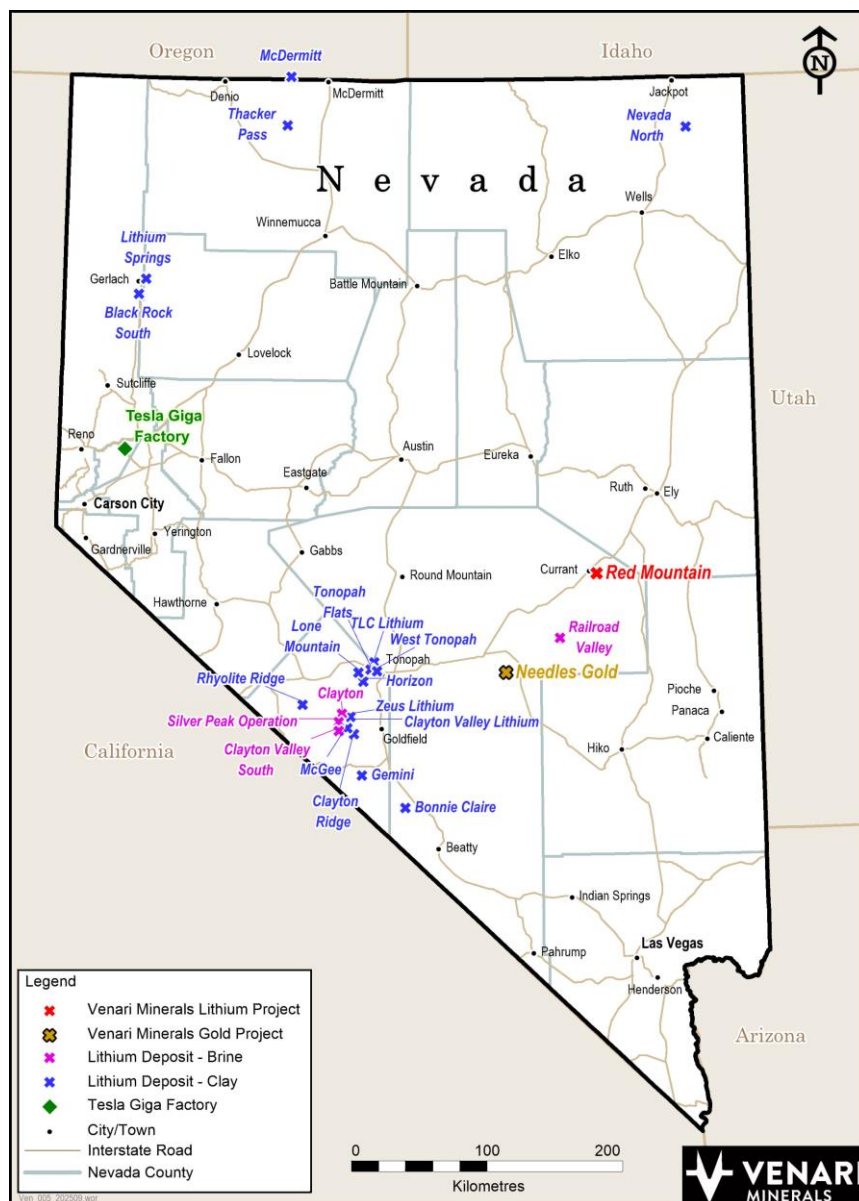 Oregon
McDermitt
Idaho
N
Denio
McDermitt
Jackpot
Thacker
Pass
Nevada
North
Nevada
Wells
Winnemucca
Elko
Lithium
Springs
Gerlach
Battle Mountain
Black Rock
South
Lovelock
Sutcliffe
Utah
Tesla Giga
Factory
Reno
Fallon
Austin
Eureka
Eastgate
Ruth
Ely
Carson City
Yerington
Gardnerville
Gabbs
Currant
Red Mountain
Round Mountain
Tonopah
Flats
Hawthorne
TLC Lithium
Lone
Mountain
West Tonopah
Railroad
Valley
Tonopah
Needles Gold
Rhyolite Ridge
Horizon
Clayton
Zeus Lithium
Pioche
Panaca
Silver Peak Operation
Clayton Valley Lithium
Goldfield
Caliente
California
Clayton Valley
South
Hiko
McGee
Gemini
Clayton
Ridge
Bonnie Claire
Beatty
Indian Springs
Las Vegas
Pahrump
Henderson
Arizona
Legend
Venari Minerals Lithium Project
Venari Minerals Gold Project
Lithium Deposit - Brine
Lithium Deposit - Clay
Tesla Giga Factory
City/Town
Interstate Road
Nevada County
0 100 200
Kilometres
VENARI
MINERALS
Ven_005_202509.wor